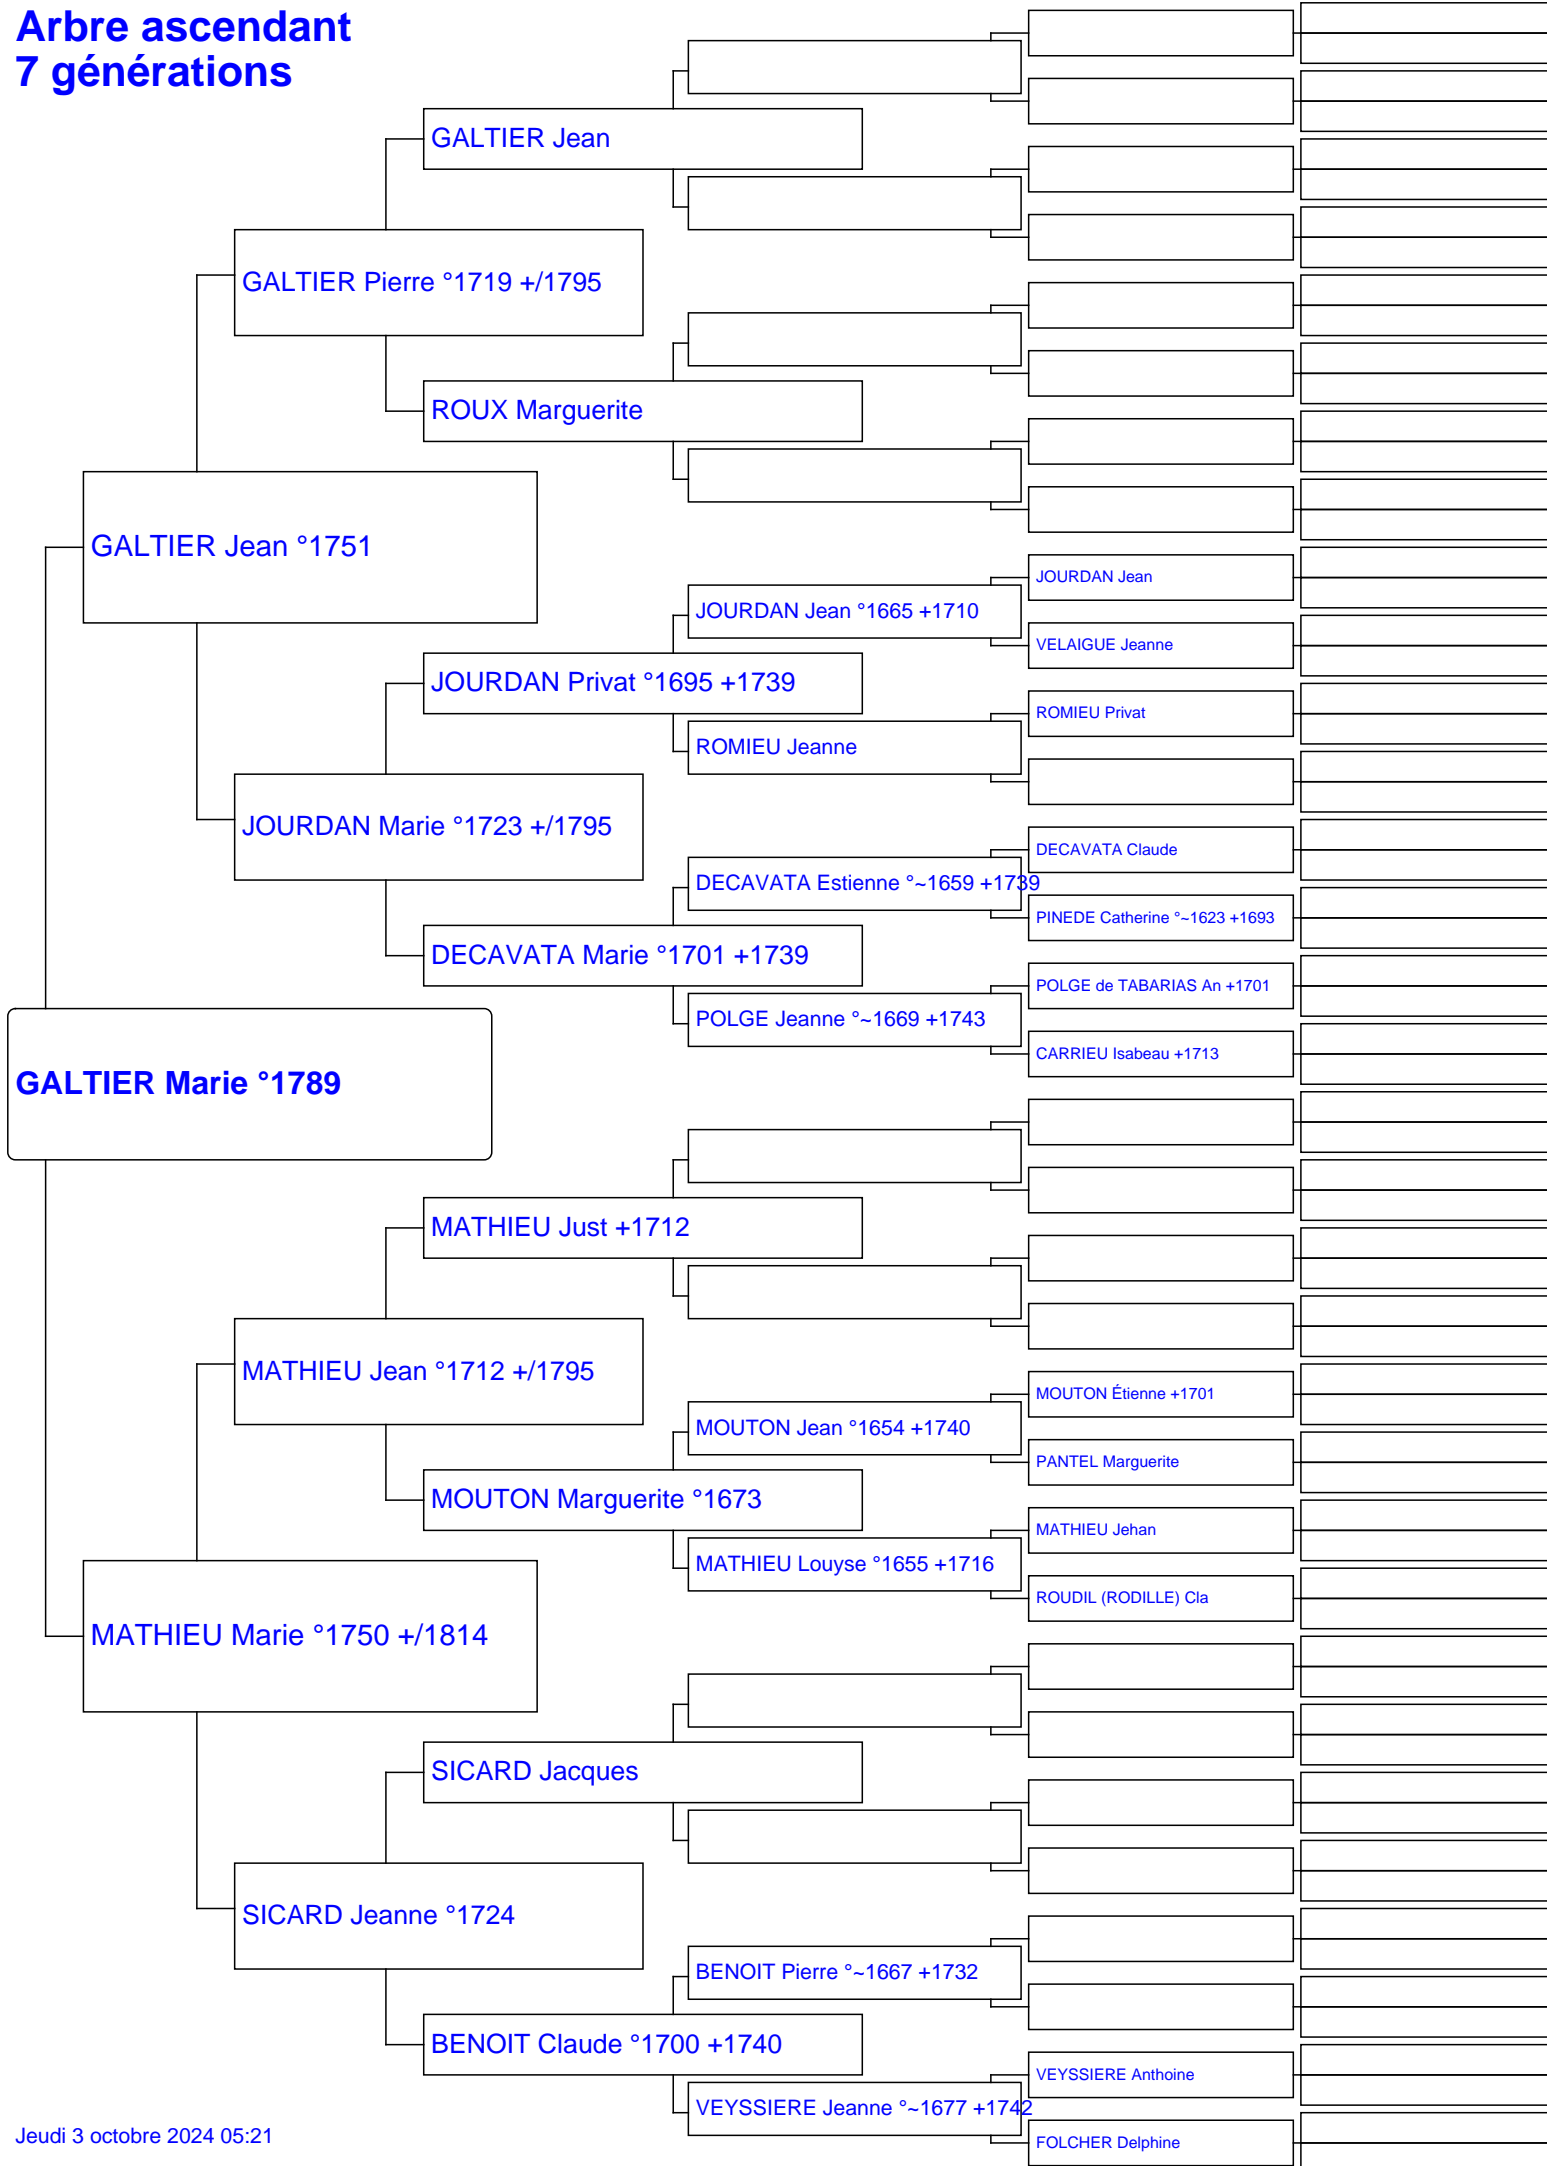 Arbre ascendant
7 générations
GALTIER Jean
GALTIER Pierre °1719 +/1795
ROUX Marguerite
GALTIER Jean °1751
JOURDAN Jean
JOURDAN Jean °1665 +1710
VELAIGUE Jeanne
JOURDAN Privat °1695 +1739
ROMIEU Privat
ROMIEU Jeanne
JOURDAN Marie °1723 +/1795
DECAVATA Claude
DECAVATA Estienne °~1659 +1739
PINEDE Catherine °~1623 +1693
DECAVATA Marie °1701 +1739
POLGE de TABARIAS An +1701
POLGE Jeanne °~1669 +1743
CARRIEU Isabeau +1713
GALTIER Marie °1789
MATHIEU Just +1712
MATHIEU Jean °1712 +/1795
MOUTON Étienne +1701
MOUTON Jean °1654 +1740
PANTEL Marguerite
MOUTON Marguerite °1673
MATHIEU Jehan
MATHIEU Louyse °1655 +1716
ROUDIL (RODILLE) Cla
MATHIEU Marie °1750 +/1814
SICARD Jacques
SICARD Jeanne °1724
BENOIT Pierre °~1667 +1732
BENOIT Claude °1700 +1740
VEYSSIERE Anthoine
VEYSSIERE Jeanne °~1677 +1742
FOLCHER Delphine
Jeudi 3 octobre 2024 05:21